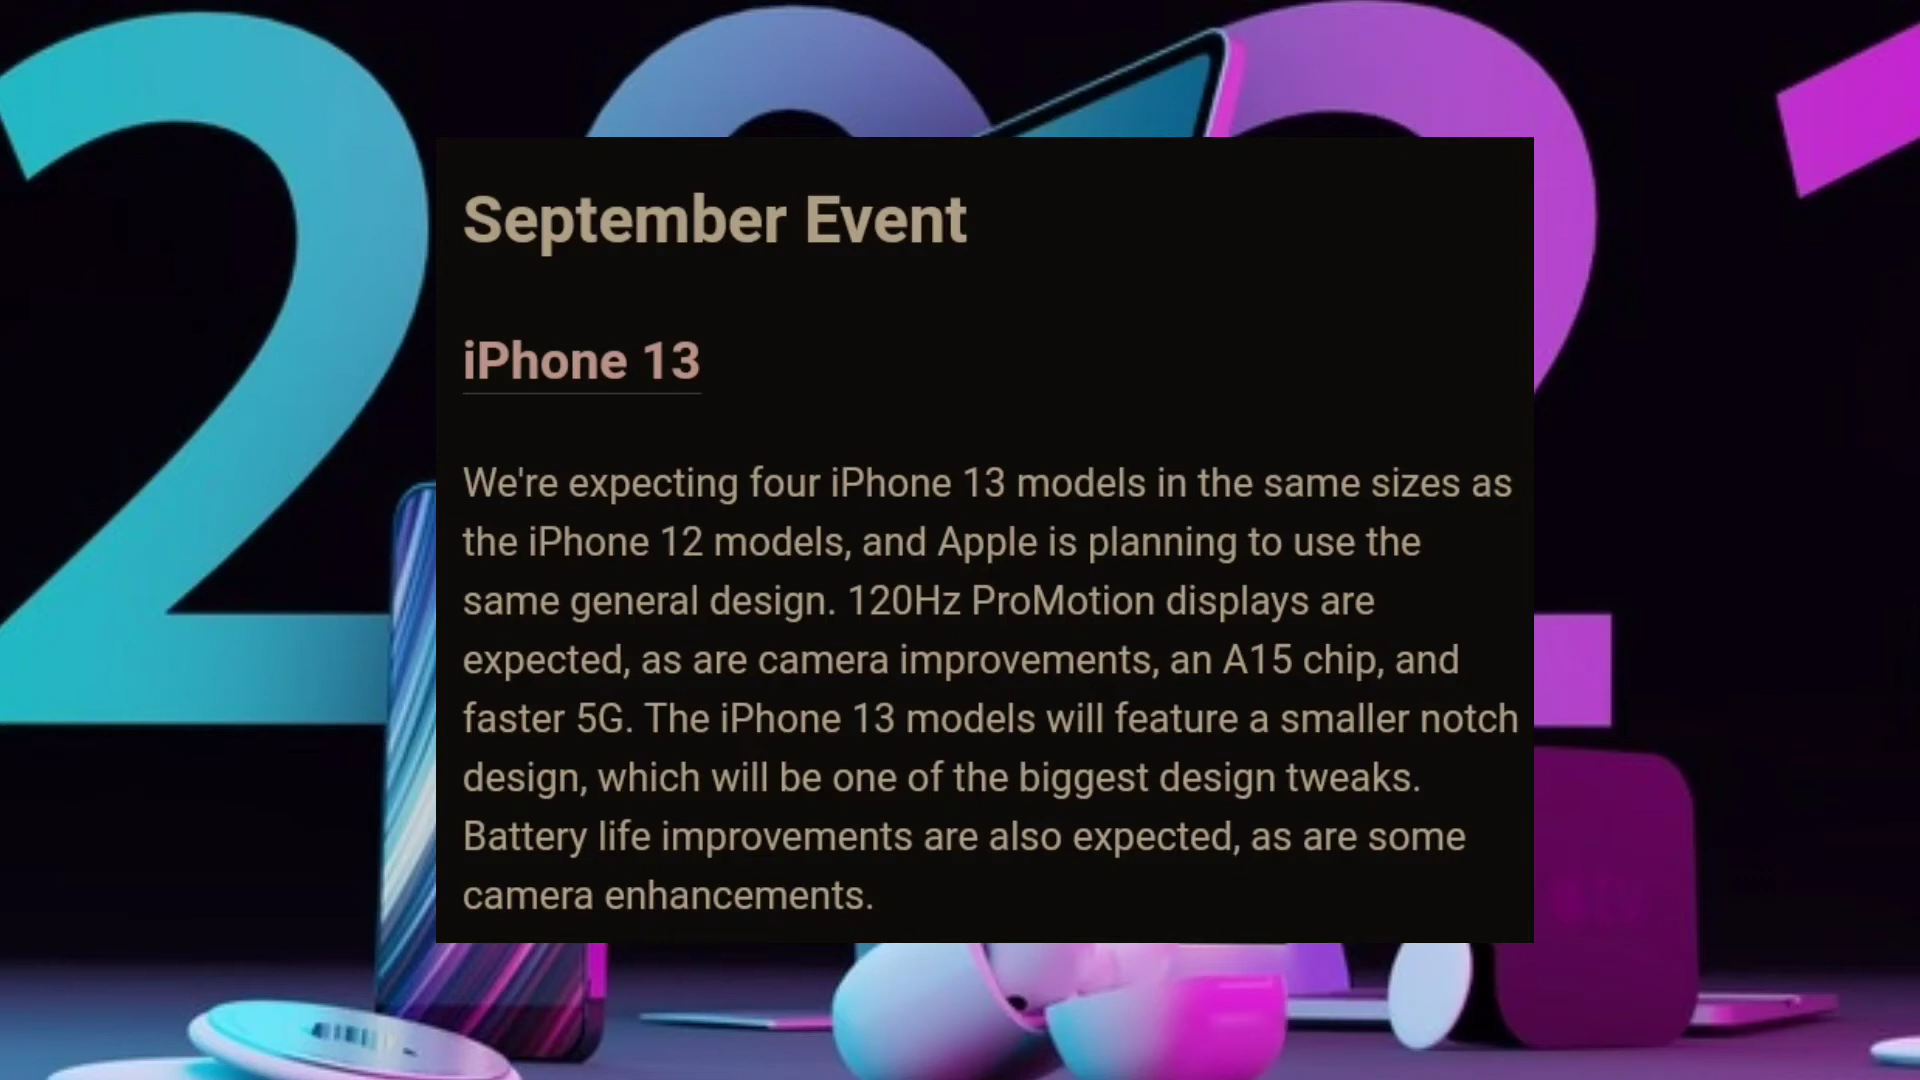 2021
September Event
iPhone 13
We're expecting four iPhone 13 models in the same sizes as
the iPhone 12 models, and Apple is planning to use the
same general design. 120Hz ProMotion displays are
expected, as are camera improvements, an A15 chip, and
faster 5G. The iPhone 13 models will feature a smaller notch
design, which will be one of the biggest design tweaks.
Battery life improvements are also expected, as are some
camera enhancements.